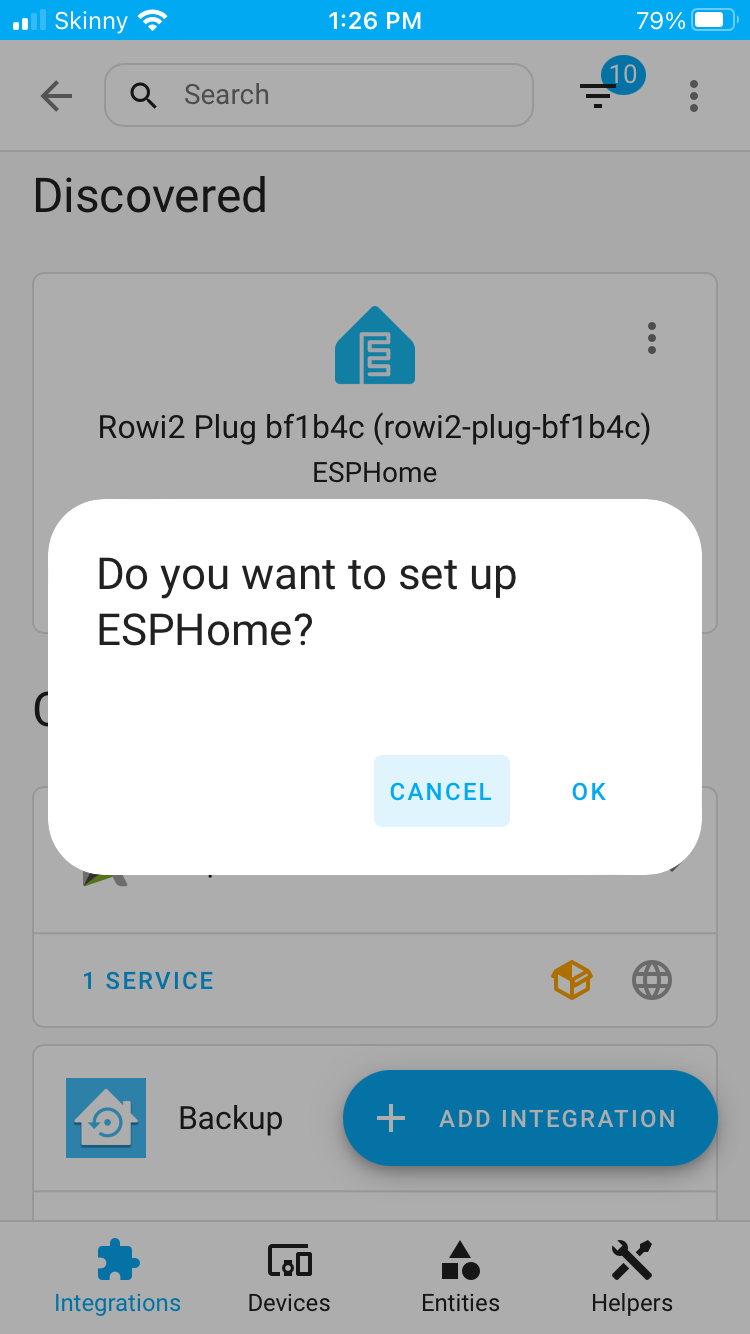 Skinny
1:26 PM
79%
Search
10
Discovered
Rowi2 Plug bf1b4c (rowi2-plug-bf1b4c)
ESPHome
Do you want to set up
ESPHome?
CANCEL
OK
1 SERVICE
Backup
ADD INTEGRATION
Integrations
Devices
Entities
Helpers